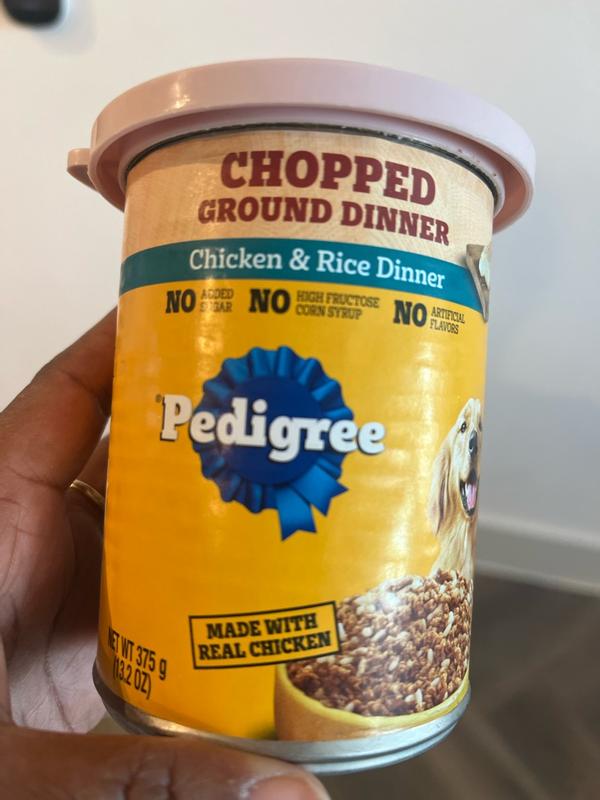 CHOPPED
GROUND DINNER
Chicken & Rice Dinner
NO ADDED SUGAR NO HIGH FRUCTOSE CORN SYRUP NO ARTIFICIAL FLAVORS
®Pedigree
MADE WITH
REAL CHICKEN
NET WT 375 g
(13.2 OZ)